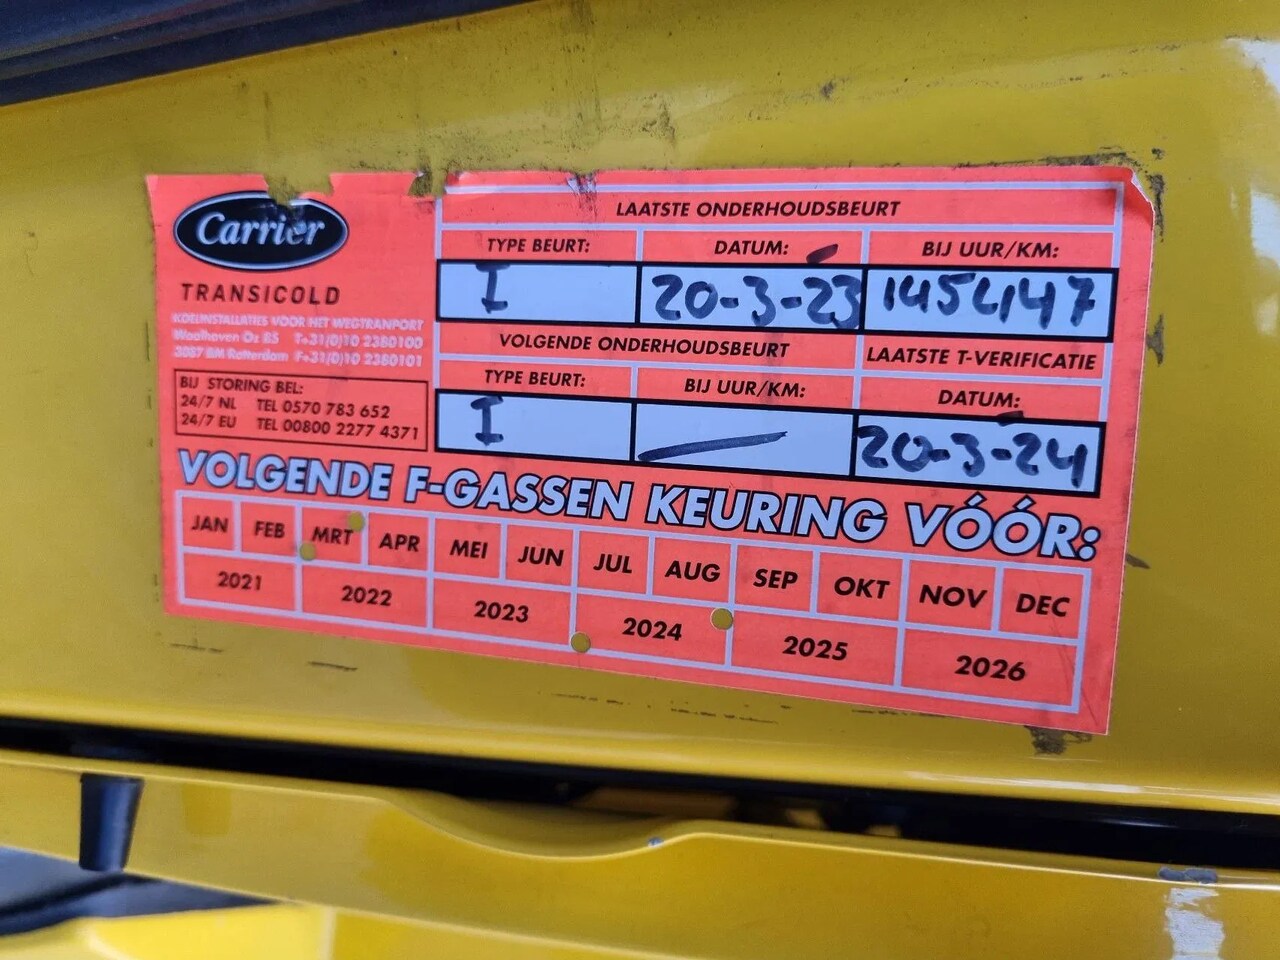 Carrier
TRANSICOLD
KOELINSTALLATIES VOOR HET WEGTRANPORT
Waalhaven Oz 85 T+31(0)10 2380100
3087 BM Rotterdam F+31(0)10 2380101
BIJ STORING BEL:
24/7 NL TEL 0570 783 652
24/7 EU TEL 00800 2277 4371
LAATSTE ONDERHOUDSBEURT
TYPE BEURT: DATUM: BIJ UUR/KM:
I 20-3-23 145447
VOLGENDE ONDERHOUDSBEURT LAATSTE T-VERIFICATIE
TYPE BEURT: BIJ UUR/KM: DATUM:
I — 20-3-24
VOLGENDE F-GASSEN KEURING VÓÓR:
JAN FEB MRT APR MEI JUN JUL AUG SEP OKT NOV DEC
2021 2022 2023 2024 2025 2026